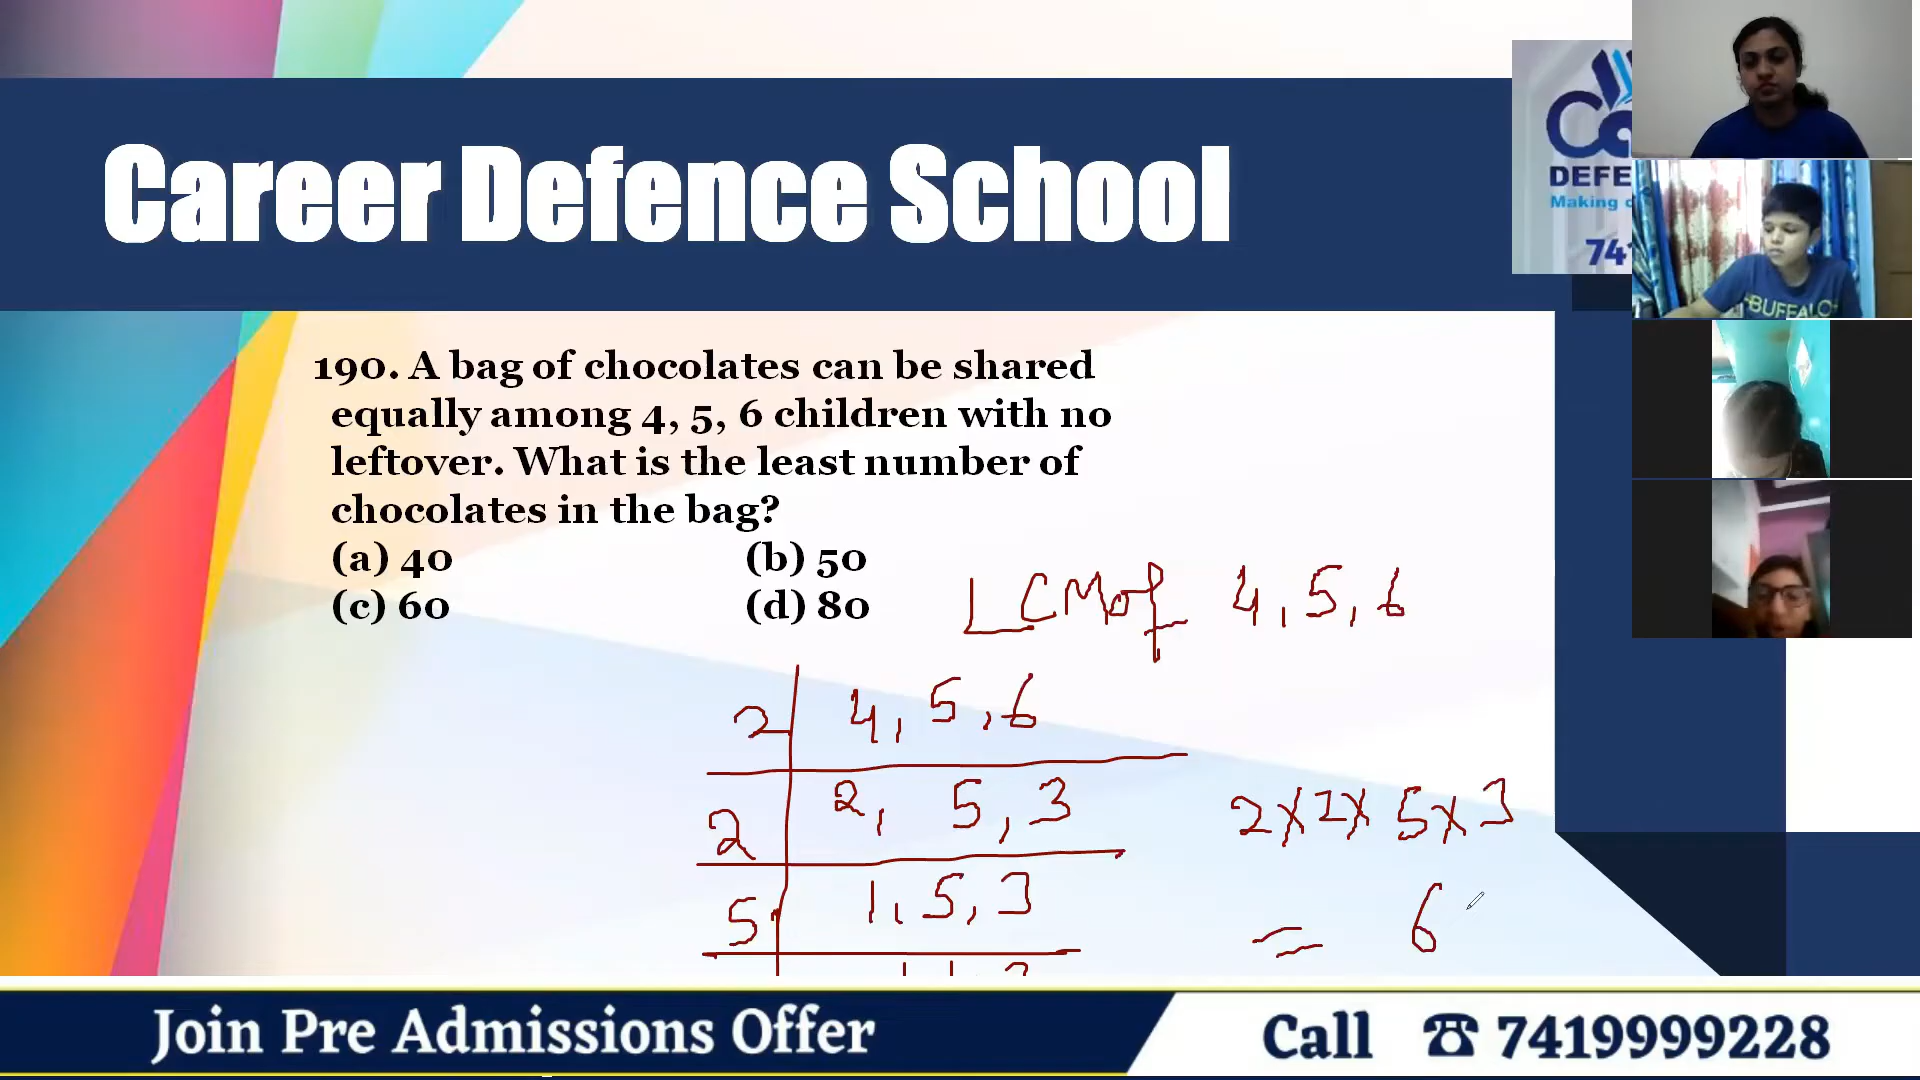 Career Defence School
DEFE
Making
74
BUFFALO
190. A bag of chocolates can be shared
equally among 4, 5, 6 children with no
leftover. What is the least number of
chocolates in the bag?
(a) 40 (b) 50
(c) 60 (d) 80
LCM of 4, 5, 6
2 4, 5, 6
2 2, 5, 3
5 1, 5, 3
2 x 2 x 5 x 3
= 6
Join Pre Admissions Offer
Call ☎ 7419999228